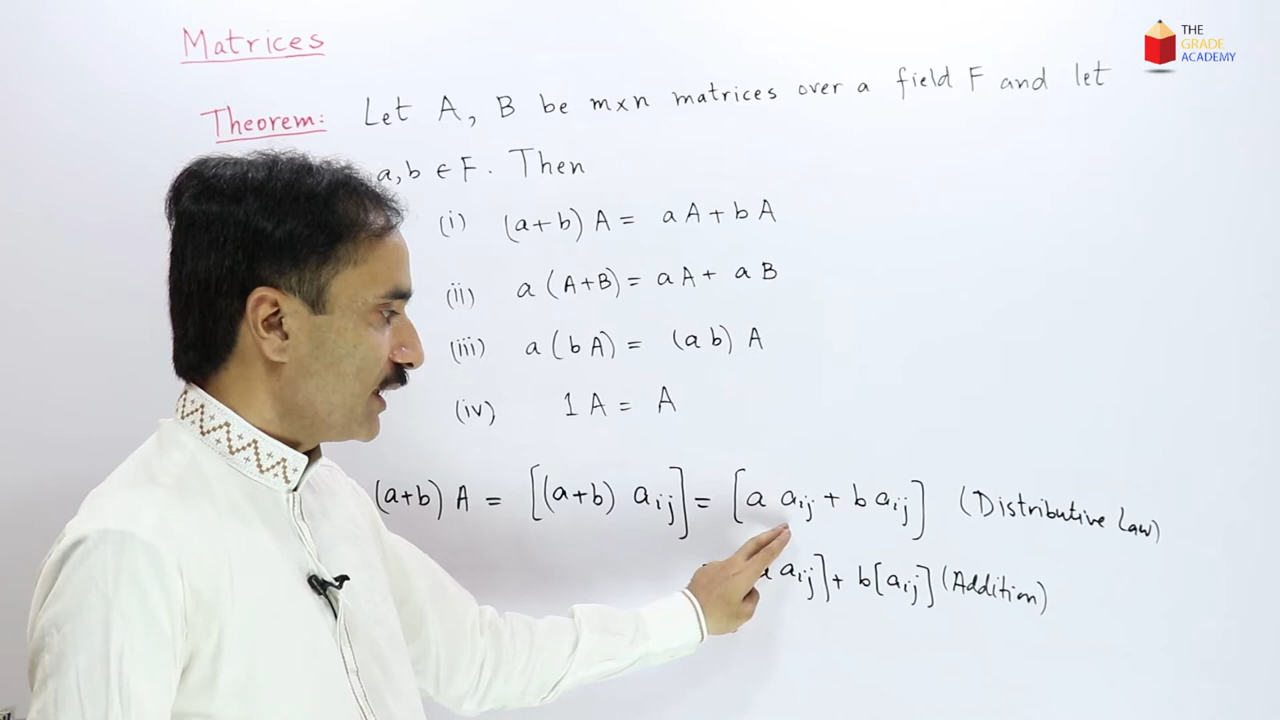 Matrices
THE
GRADE
ACADEMY
Theorem: Let A, B be m×n matrices over a field F and let
a, b ∈ F. Then
(i) (a+b) A = aA + bA
(ii) a (A+B) = aA + aB
(iii) a (bA) = (ab) A
(iv) 1A = A
(a+b) A = [(a+b) aᵢⱼ] = [a aᵢⱼ + b aᵢⱼ] (Distributive Law)
aᵢⱼ] + b[aᵢⱼ] (Addition)